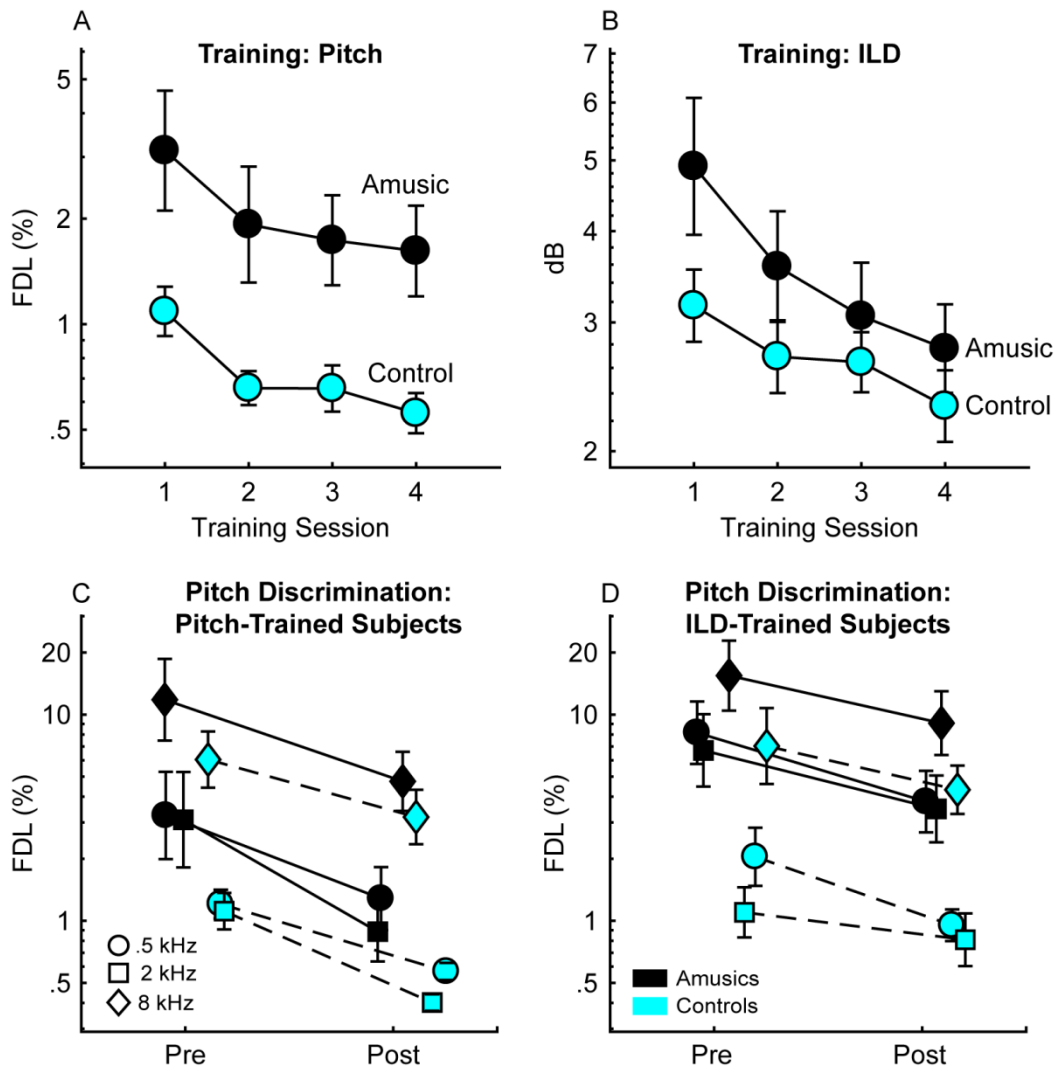 A
Training: Pitch
FDL (%)
5
2
1
.5
Amusic
Control
1 2 3 4
Training Session
B
Training: ILD
dB
7
6
5
4
3
2
Amusic
Control
1 2 3 4
Training Session
C
Pitch Discrimination:
Pitch-Trained Subjects
FDL (%)
20
10
1
.5
.5 kHz
2 kHz
8 kHz
Pre Post
D
Pitch Discrimination:
ILD-Trained Subjects
FDL (%)
20
10
1
.5
Amusics
Controls
Pre Post